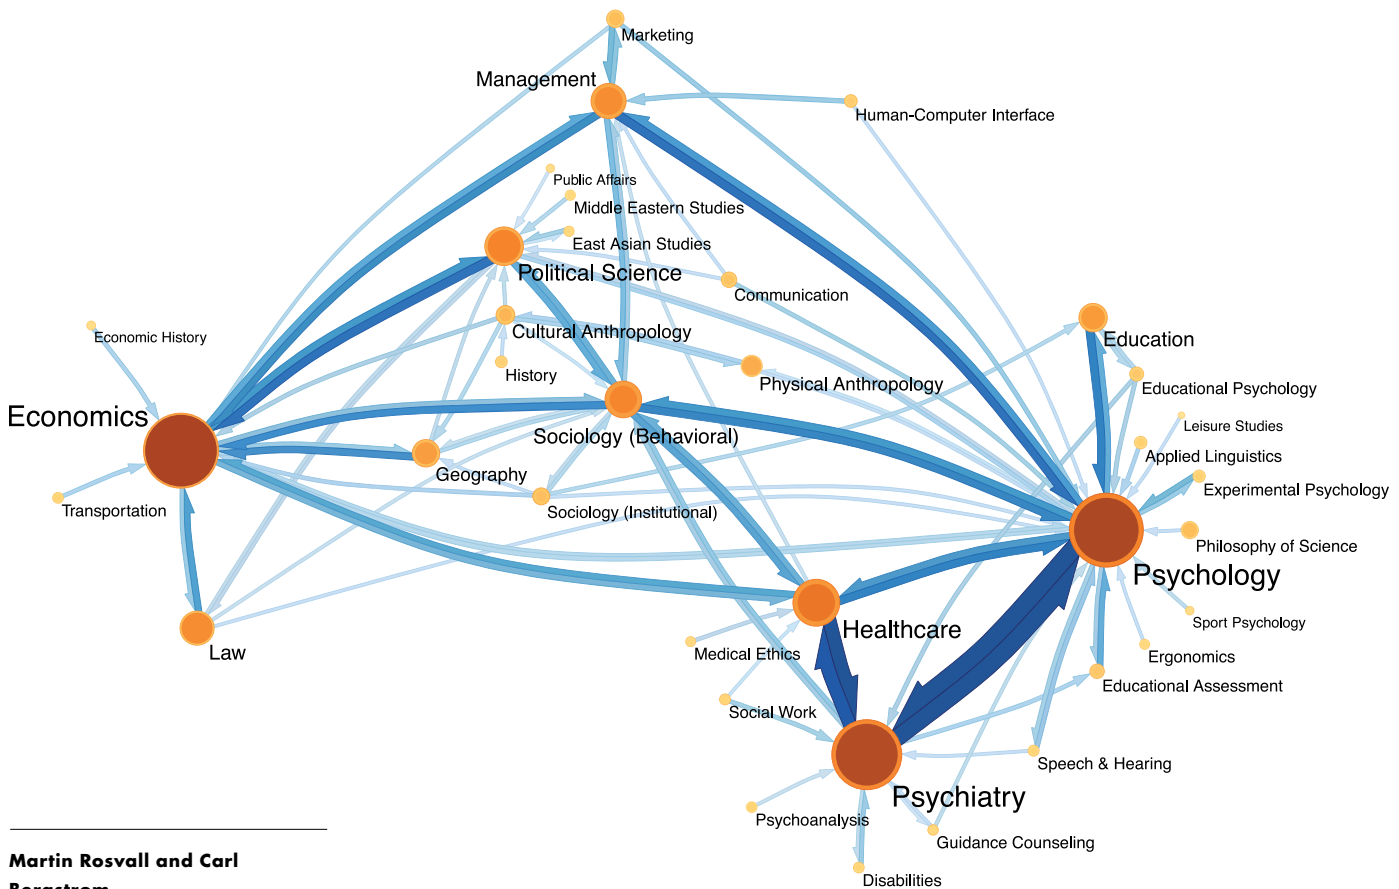 Marketing
Management
Human-Computer Interface
Public Affairs
Middle Eastern Studies
East Asian Studies
Political Science
Communication
Economic History
Cultural Anthropology
Education
History
Physical Anthropology
Educational Psychology
Economics
Leisure Studies
Sociology (Behavioral)
Applied Linguistics
Geography
Experimental Psychology
Transportation
Sociology (Institutional)
Philosophy of Science
Psychology
Sport Psychology
Healthcare
Law
Medical Ethics
Ergonomics
Educational Assessment
Social Work
Speech & Hearing
Psychiatry
Psychoanalysis
Guidance Counseling
Disabilities
Martin Rosvall and Carl
Bergstrom